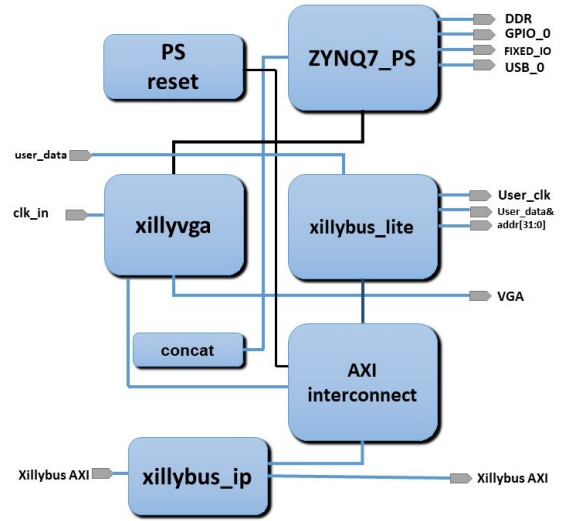 PS
reset
ZYNQ7_PS
DDR
GPIO_0
FIXED_IO
USB_0
user_data
clk_in
xillyvga
xillybus_lite
User_clk
User_data&
addr[31:0]
VGA
concat
AXI
interconnect
Xillybus AXI
xillybus_ip
Xillybus AXI